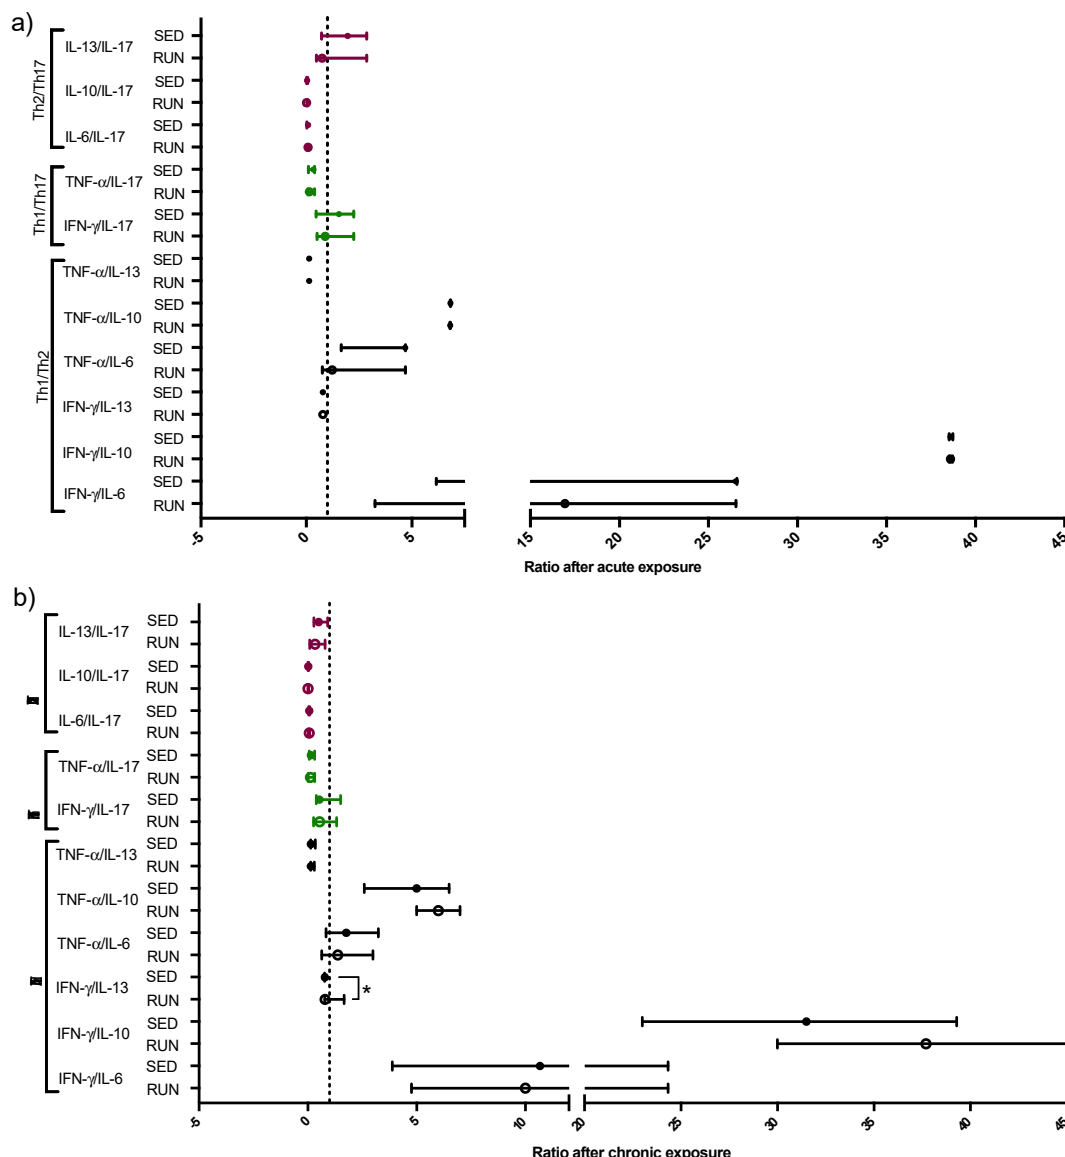 a)
Th2/Th17
IL-13/IL-17
SED
RUN
IL-10/IL-17
SED
RUN
IL-6/IL-17
SED
RUN
Th1/Th17
TNF-α/IL-17
SED
RUN
IFN-γ/IL-17
SED
RUN
Th1/Th2
TNF-α/IL-13
SED
RUN
TNF-α/IL-10
SED
RUN
TNF-α/IL-6
SED
RUN
IFN-γ/IL-13
SED
RUN
IFN-γ/IL-10
SED
RUN
IFN-γ/IL-6
SED
RUN
-5 0 5 15 20 25 30 35 40 45
Ratio after acute exposure
b)
IL-13/IL-17
SED
RUN
IL-10/IL-17
SED
RUN
IL-6/IL-17
SED
RUN
TNF-α/IL-17
SED
RUN
IFN-γ/IL-17
SED
RUN
TNF-α/IL-13
SED
RUN
TNF-α/IL-10
SED
RUN
TNF-α/IL-6
SED
RUN
IFN-γ/IL-13
SED
RUN
*
IFN-γ/IL-10
SED
RUN
IFN-γ/IL-6
SED
RUN
-5 0 5 10 20 25 30 35 40 45
Ratio after chronic exposure